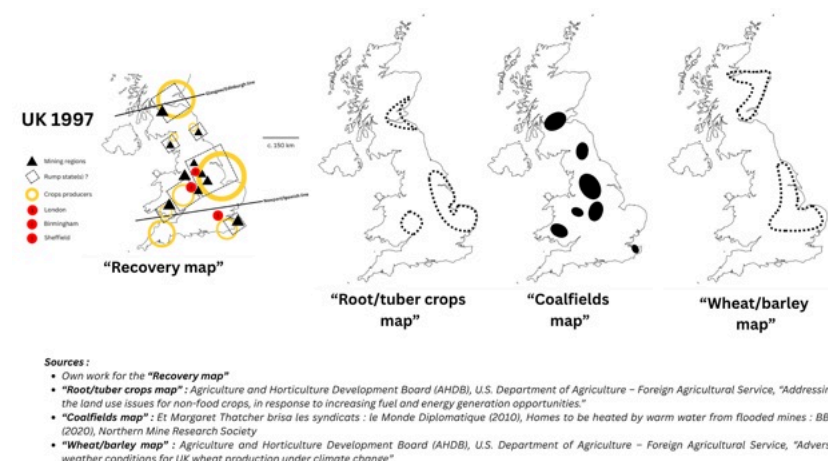 UK 1997
Glasgow/Edinburgh line
c. 150 km
Mining regions
Rump state(s) ?
Crops producers
London
Birmingham
Sheffield
“Recovery map”
“Root/tuber crops
map”
“Coalfields
map”
“Wheat/barley
map”
Sources :
• Own work for the “Recovery map”
• “Root/tuber crops map” : Agriculture and Horticulture Development Board (AHDB), U.S. Department of Agriculture – Foreign Agricultural Service, “Addressin
the land use issues for non-food crops, in response to increasing fuel and energy generation opportunities.”
• “Coalfields map” : Et Margaret Thatcher brisa les syndicats : le Monde Diplomatique (2010), Homes to be heated by warm water from flooded mines : BB
(2020), Northern Mine Research Society
• “Wheat/barley map” : Agriculture and Horticulture Development Board (AHDB), U.S. Department of Agriculture – Foreign Agricultural Service, “Advers
weather conditions for UK wheat production under climate change”